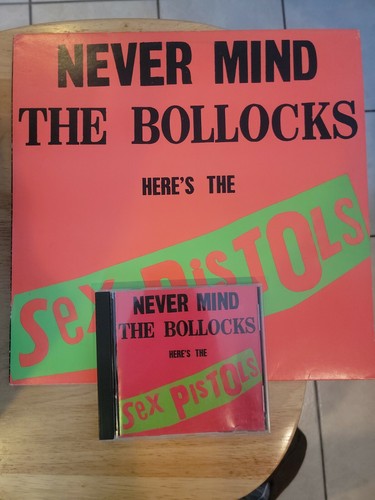 NEVER MIND
THE BOLLOCKS
HERE'S THE
Sex PisTOLs
NEVER MIND
THE BOLLOCKS
HERE'S THE
Sex PisTOLs